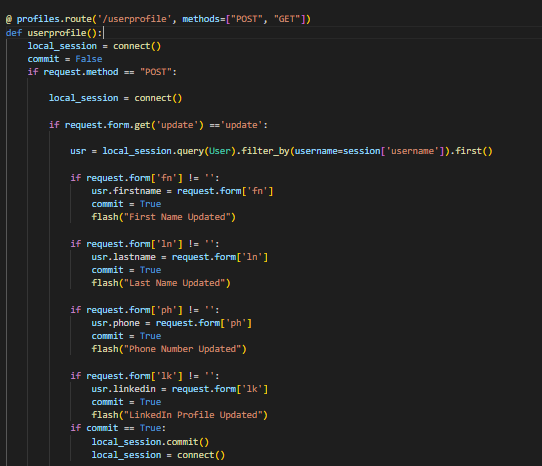 @ profiles.route('/userprofile', methods=["POST", "GET"])
def userprofile():
    local_session = connect()
    commit = False
    if request.method == "POST":
        local_session = connect()
        if request.form.get('update') =='update':
            usr = local_session.query(User).filter_by(username=session['username']).first()
            if request.form['fn'] != '':
                usr.firstname = request.form['fn']
                commit = True
                flash("First Name Updated")
            if request.form['ln'] != '':
                usr.lastname = request.form['ln']
                commit = True
                flash("Last Name Updated")
            if request.form['ph'] != '':
                usr.phone = request.form['ph']
                commit = True
                flash("Phone Number Updated")
            if request.form['lk'] != '':
                usr.linkedin = request.form['lk']
                commit = True
                flash("LinkedIn Profile Updated")
            if commit == True:
                local_session.commit()
                local_session = connect()